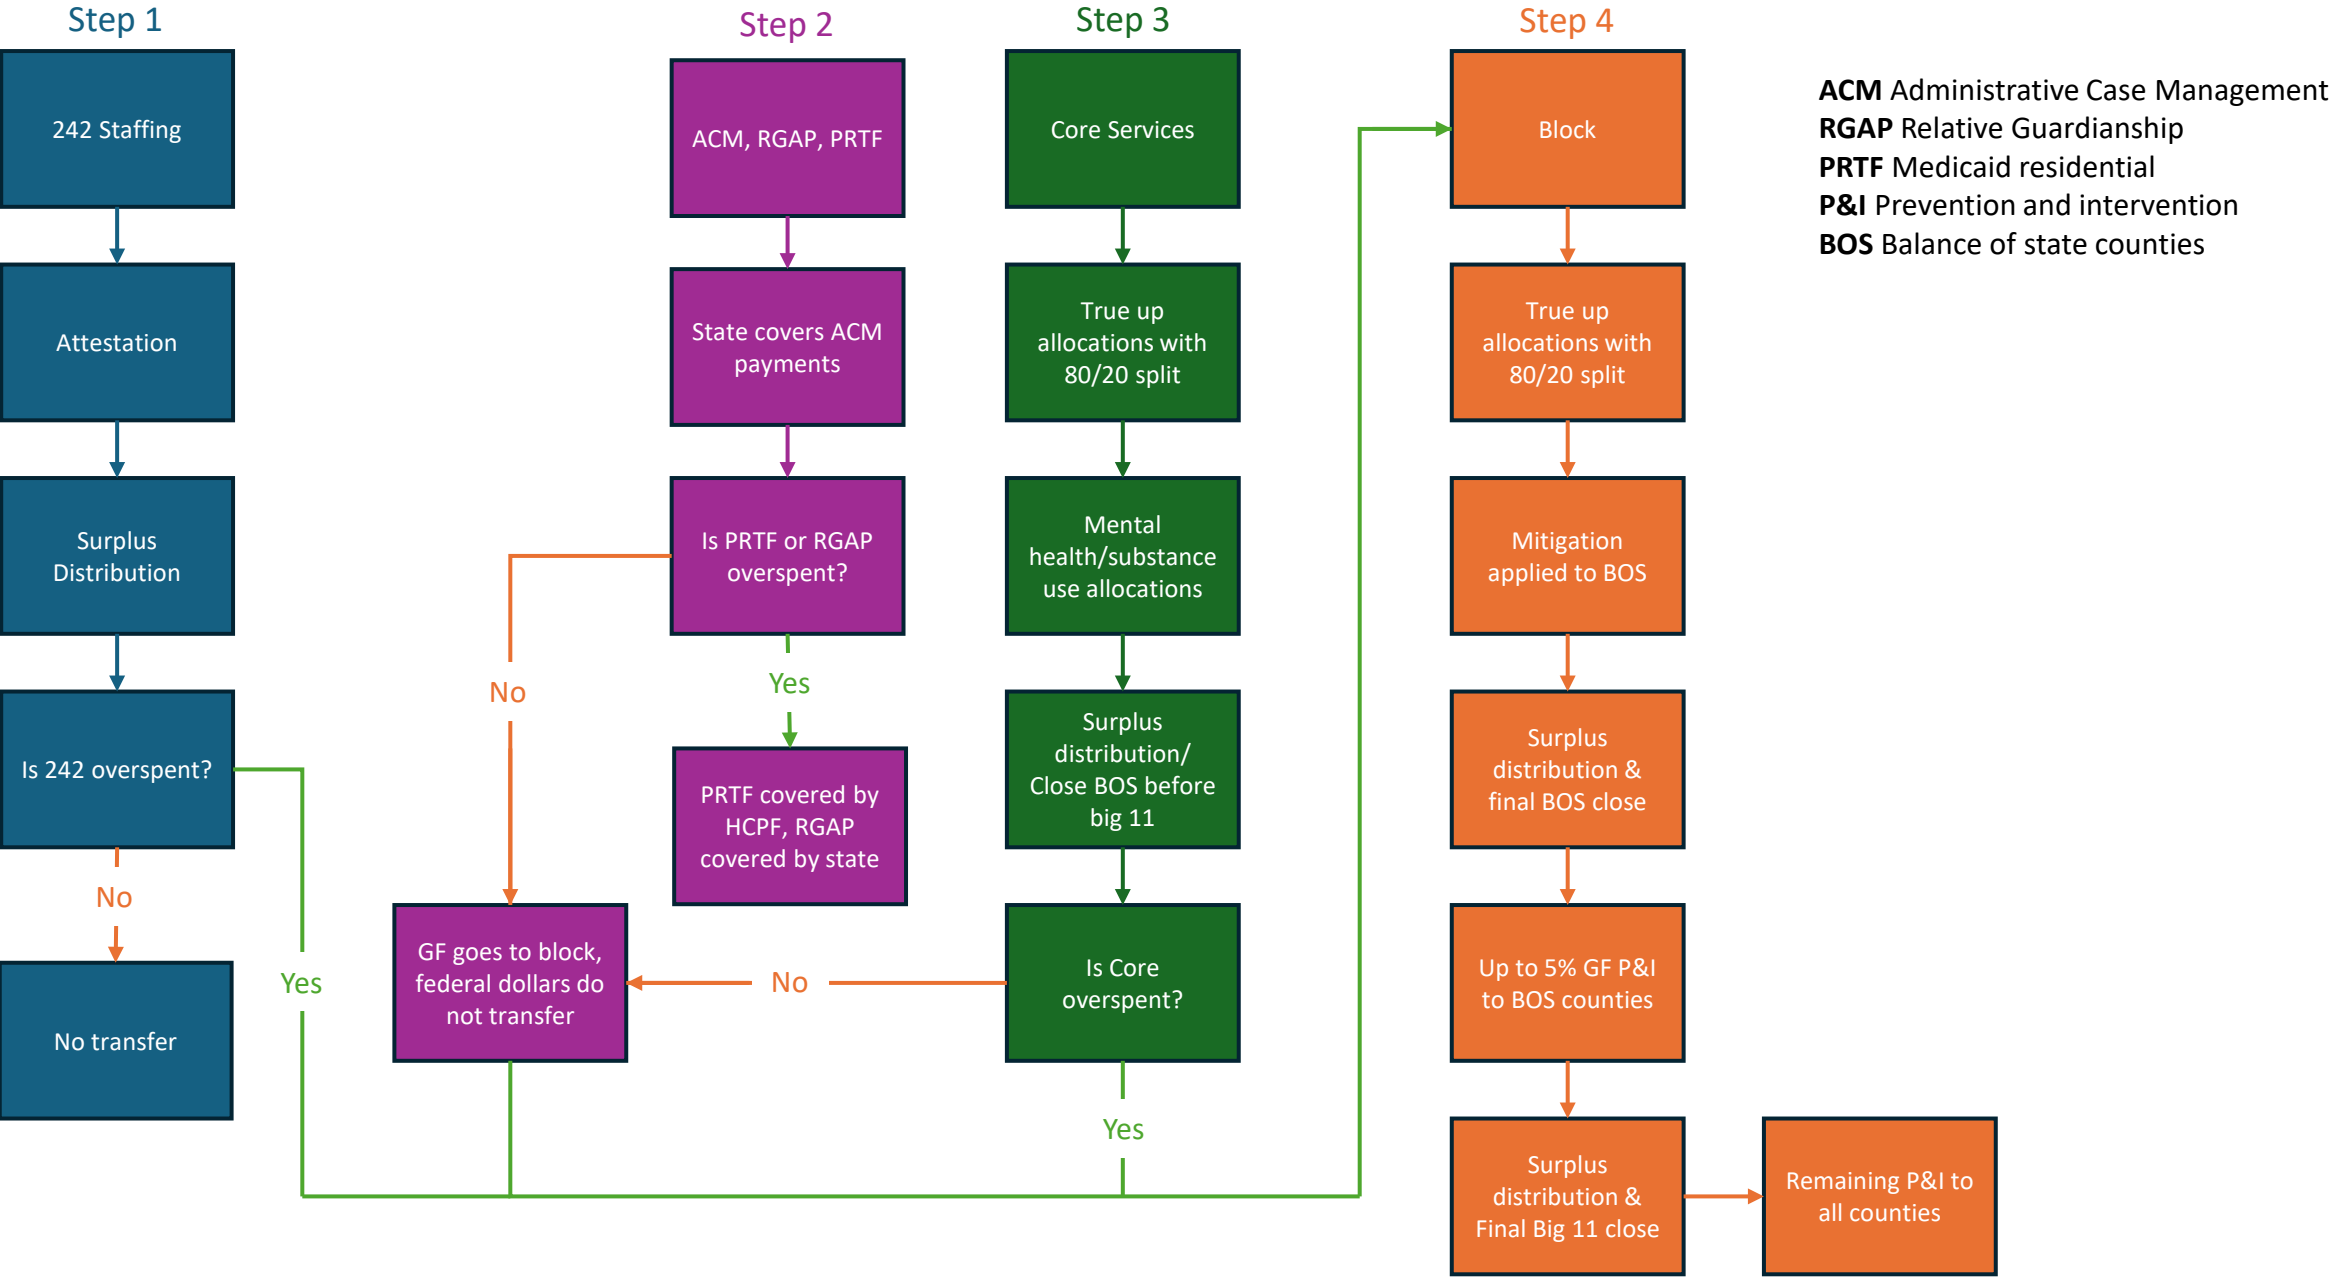 Step 1
242 Staffing
Attestation
Surplus
Distribution
Is 242 overspent?
No
No transfer
Yes
Step 2
ACM, RGAP, PRTF
State covers ACM
payments
Is PRTF or RGAP
overspent?
No
Yes
PRTF covered by
HCPF, RGAP
covered by state
GF goes to block,
federal dollars do
not transfer
Step 3
Core Services
True up
allocations with
80/20 split
Mental
health/substance
use allocations
Surplus
distribution/
Close BOS before
big 11
Is Core
overspent?
No
Yes
Step 4
Block
True up
allocations with
80/20 split
Mitigation
applied to BOS
Surplus
distribution &
final BOS close
Up to 5% GF P&I
to BOS counties
Surplus
distribution &
Final Big 11 close
Remaining P&I to
all counties
ACM Administrative Case Management
RGAP Relative Guardianship
PRTF Medicaid residential
P&I Prevention and intervention
BOS Balance of state counties